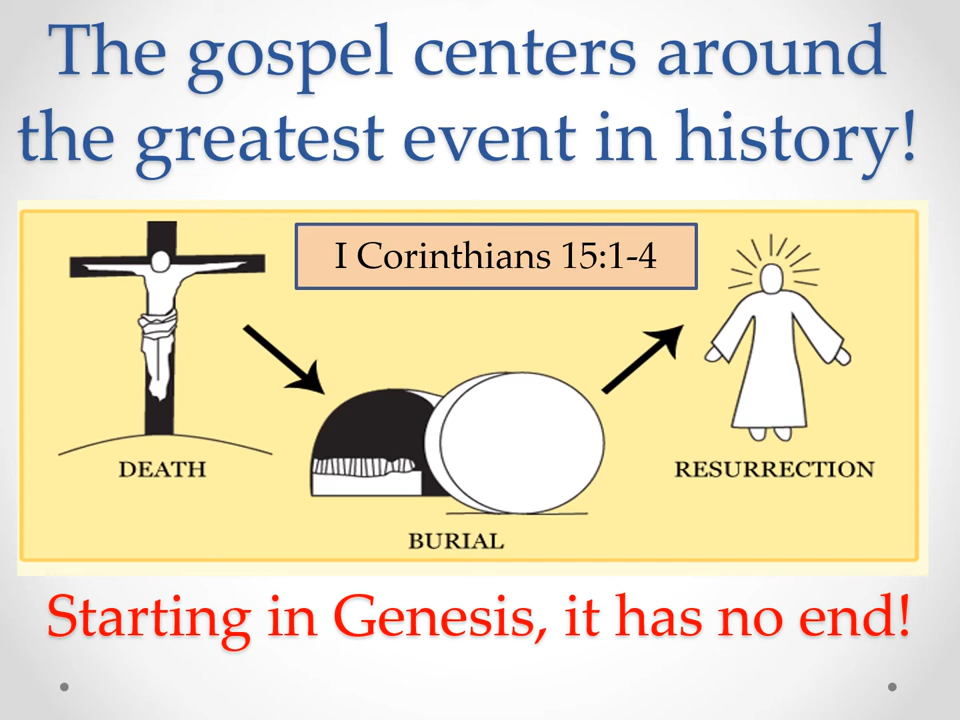 The gospel centers around
the greatest event in history!
I Corinthians 15:1-4
DEATH
BURIAL
RESURRECTION
Starting in Genesis, it has no end!